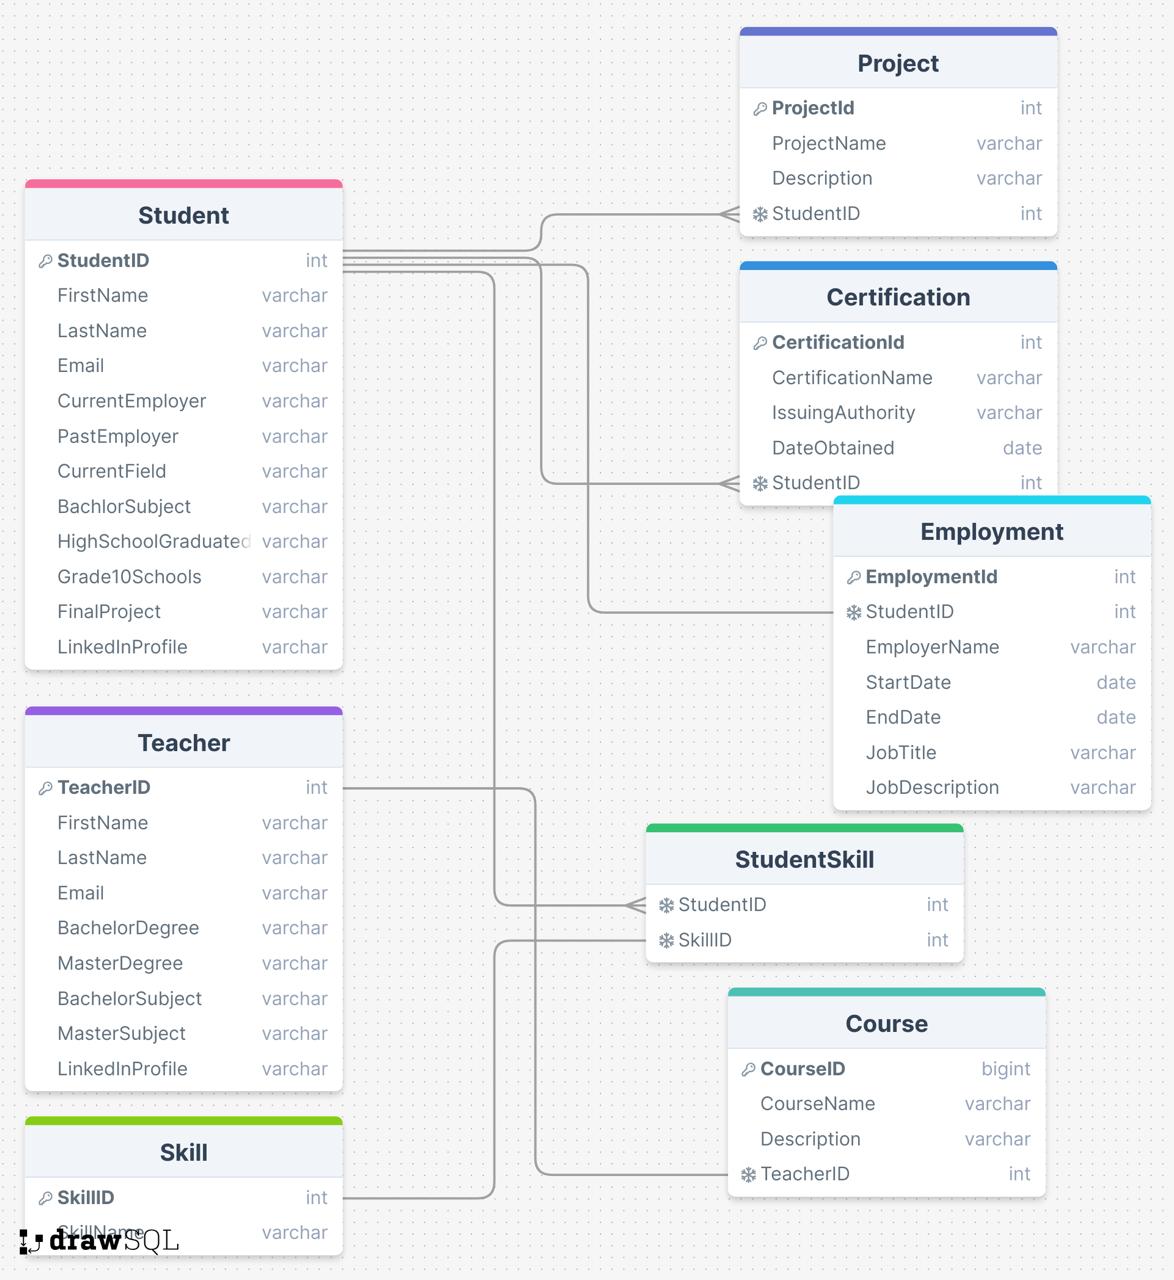 Project
ProjectId int
ProjectName varchar
Description varchar
StudentID int
Student
StudentID int
FirstName varchar
LastName varchar
Email varchar
CurrentEmployer varchar
PastEmployer varchar
CurrentField varchar
BachlorSubject varchar
HighSchoolGraduated varchar
Grade10Schools varchar
FinalProject varchar
LinkedInProfile varchar
Certification
CertificationId int
CertificationName varchar
IssuingAuthority varchar
DateObtained date
StudentID int
Employment
EmploymentId int
StudentID int
EmployerName varchar
StartDate date
EndDate date
JobTitle varchar
JobDescription varchar
Teacher
TeacherID int
FirstName varchar
LastName varchar
Email varchar
BachelorDegree varchar
MasterDegree varchar
BachelorSubject varchar
MasterSubject varchar
LinkedInProfile varchar
StudentSkill
StudentID int
SkillID int
Course
CourseID bigint
CourseName varchar
Description varchar
TeacherID int
Skill
SkillID int
SkillName varchar
drawSQL